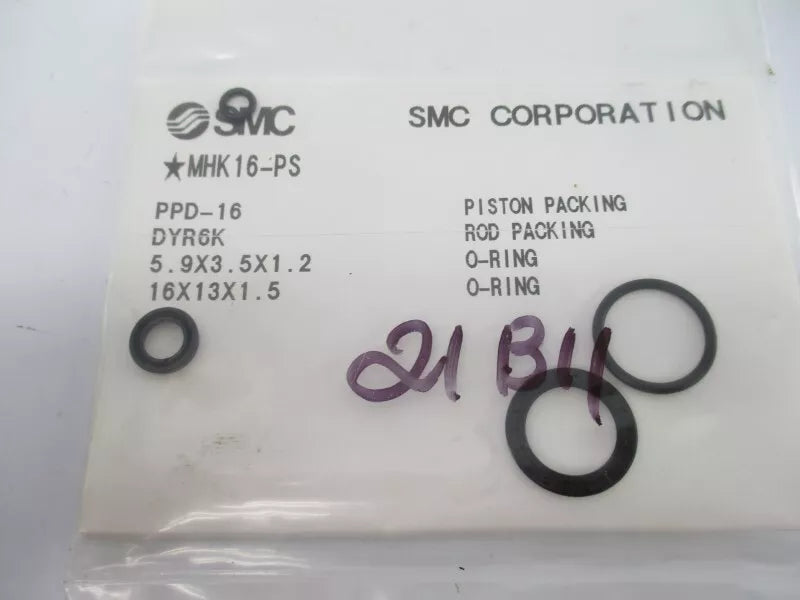 SMC SMC CORPORATION
★MHK16-PS
PPD-16 PISTON PACKING
DYR6K ROD PACKING
5.9X3.5X1.2 O-RING
16X13X1.5 O-RING
21 B11